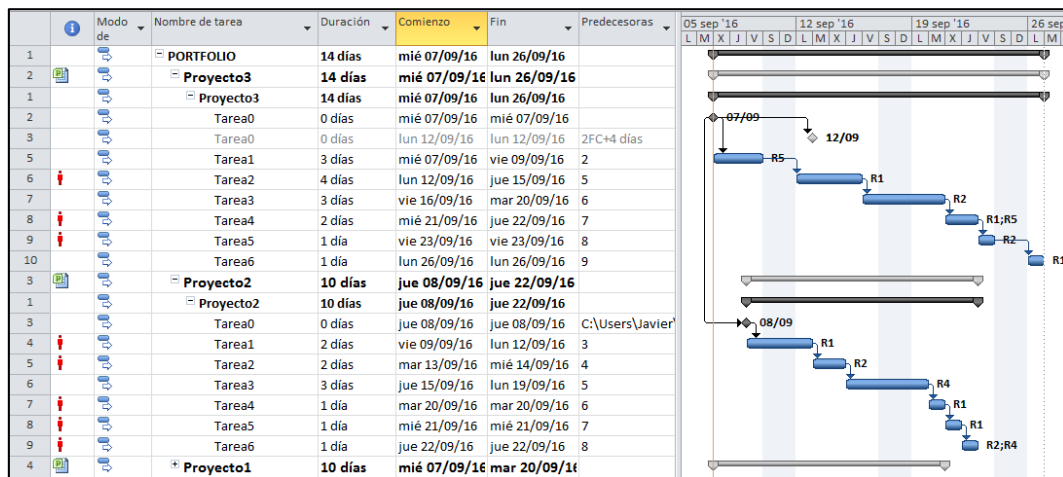 Modo de Nombre de tarea Duración Comienzo Fin Predecesoras 05 sep '16 12 sep '16 19 sep '16 26 sep
L M X J V S D L M X J V S D L M X J V S D L M
1 PORTFOLIO 14 días mié 07/09/16 lun 26/09/16
2 Proyecto3 14 días mié 07/09/16 lun 26/09/16
1 Proyecto3 14 días mié 07/09/16 lun 26/09/16
2 Tarea0 0 días mié 07/09/16 mié 07/09/16 07/09
3 Tarea0 0 días lun 12/09/16 lun 12/09/16 2FC+4 días 12/09
5 Tarea1 3 días mié 07/09/16 vie 09/09/16 2 R5
6 Tarea2 4 días lun 12/09/16 jue 15/09/16 5 R1
7 Tarea3 3 días vie 16/09/16 mar 20/09/16 6 R2
8 Tarea4 2 días mié 21/09/16 jue 22/09/16 7 R1;R5
9 Tarea5 1 día vie 23/09/16 vie 23/09/16 8 R2
10 Tarea6 1 día lun 26/09/16 lun 26/09/16 9 R1
3 Proyecto2 10 días jue 08/09/16 jue 22/09/16
1 Proyecto2 10 días jue 08/09/16 jue 22/09/16
3 Tarea0 0 días jue 08/09/16 jue 08/09/16 C:\Users\Javier\ 08/09
4 Tarea1 2 días vie 09/09/16 lun 12/09/16 3 R1
5 Tarea2 2 días mar 13/09/16 mié 14/09/16 4 R2
6 Tarea3 3 días jue 15/09/16 lun 19/09/16 5 R4
7 Tarea4 1 día mar 20/09/16 mar 20/09/16 6 R1
8 Tarea5 1 día mié 21/09/16 mié 21/09/16 7 R1
9 Tarea6 1 día jue 22/09/16 jue 22/09/16 8 R2;R4
4 Proyecto1 10 días mié 07/09/16 mar 20/09/16